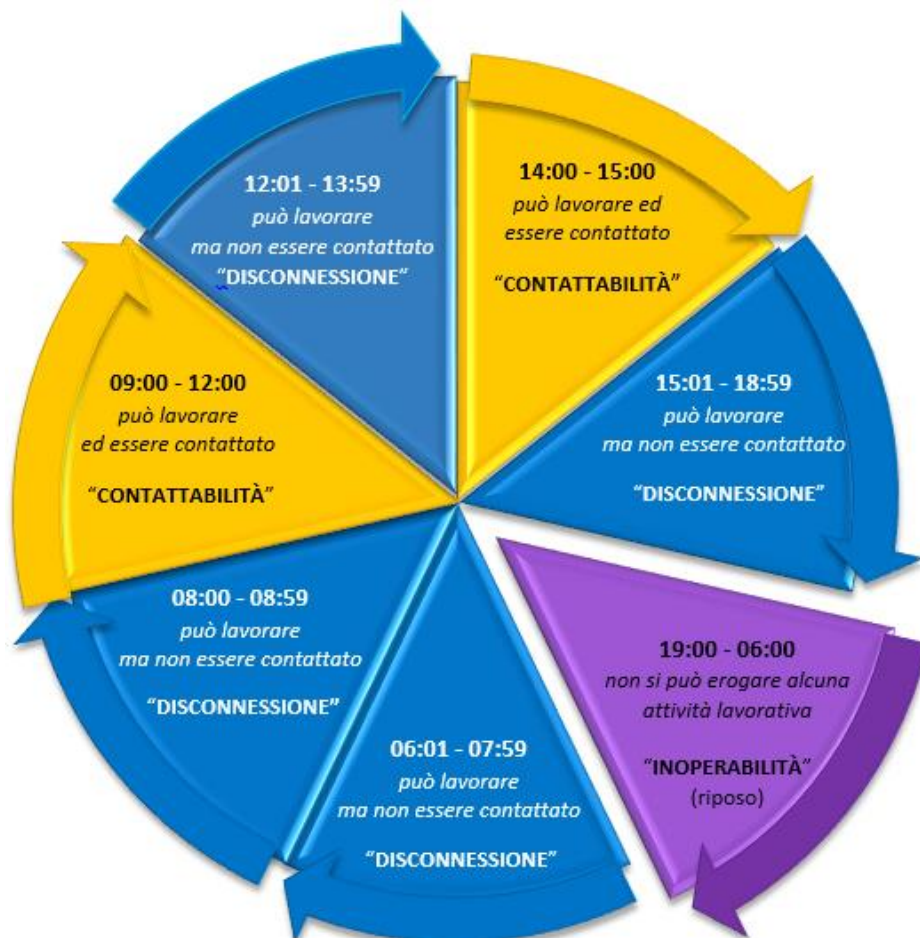 12:01 - 13:59
può lavorare
ma non essere contattato
“DISCONNESSIONE”
14:00 - 15:00
può lavorare ed
essere contattato
“CONTATTABILITÀ”
15:01 - 18:59
può lavorare
ma non essere contattato
“DISCONNESSIONE”
19:00 - 06:00
non si può erogare alcuna
attività lavorativa
“INOPERABILITÀ”
(riposo)
06:01 - 07:59
può lavorare
ma non essere contattato
“DISCONNESSIONE”
08:00 - 08:59
può lavorare
ma non essere contattato
“DISCONNESSIONE”
09:00 - 12:00
può lavorare
ed essere contattato
“CONTATTABILITÀ”